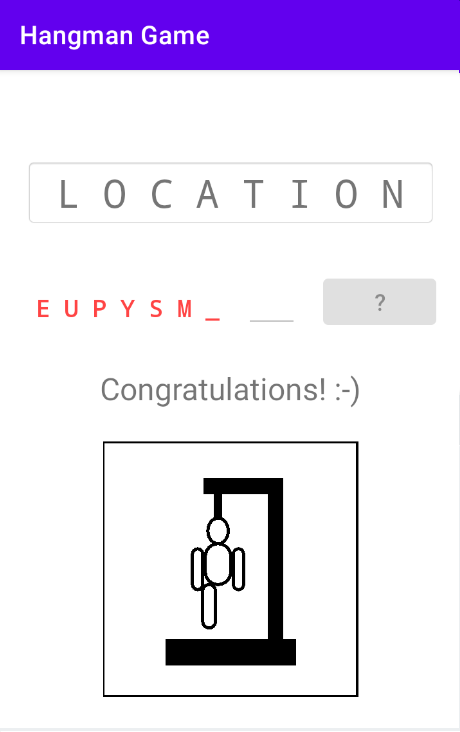 Hangman Game
L O C A T I O N
E U P Y S M _
?
Congratulations! :-)